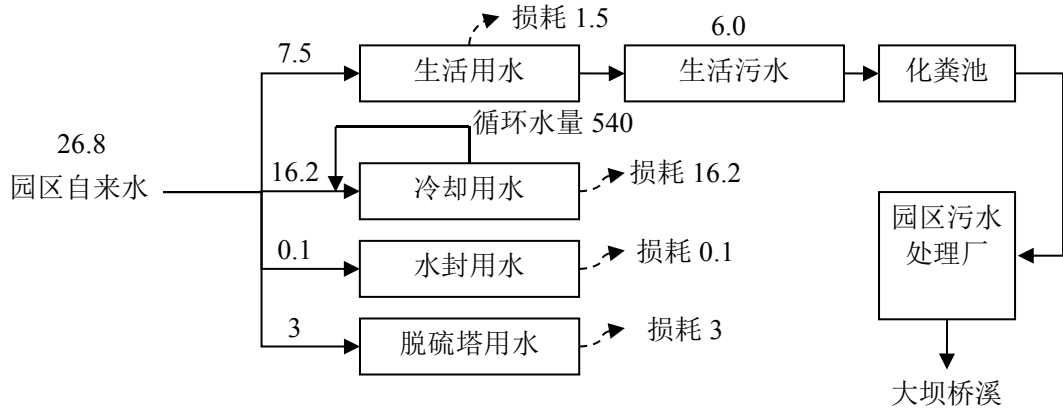 损耗 1.5
6.0
7.5
生活用水
生活污水
化粪池
循环水量 540
26.8
园区自来水
16.2
冷却用水
损耗 16.2
园区污水
处理厂
0.1
水封用水
损耗 0.1
3
脱硫塔用水
损耗 3
大坝桥溪